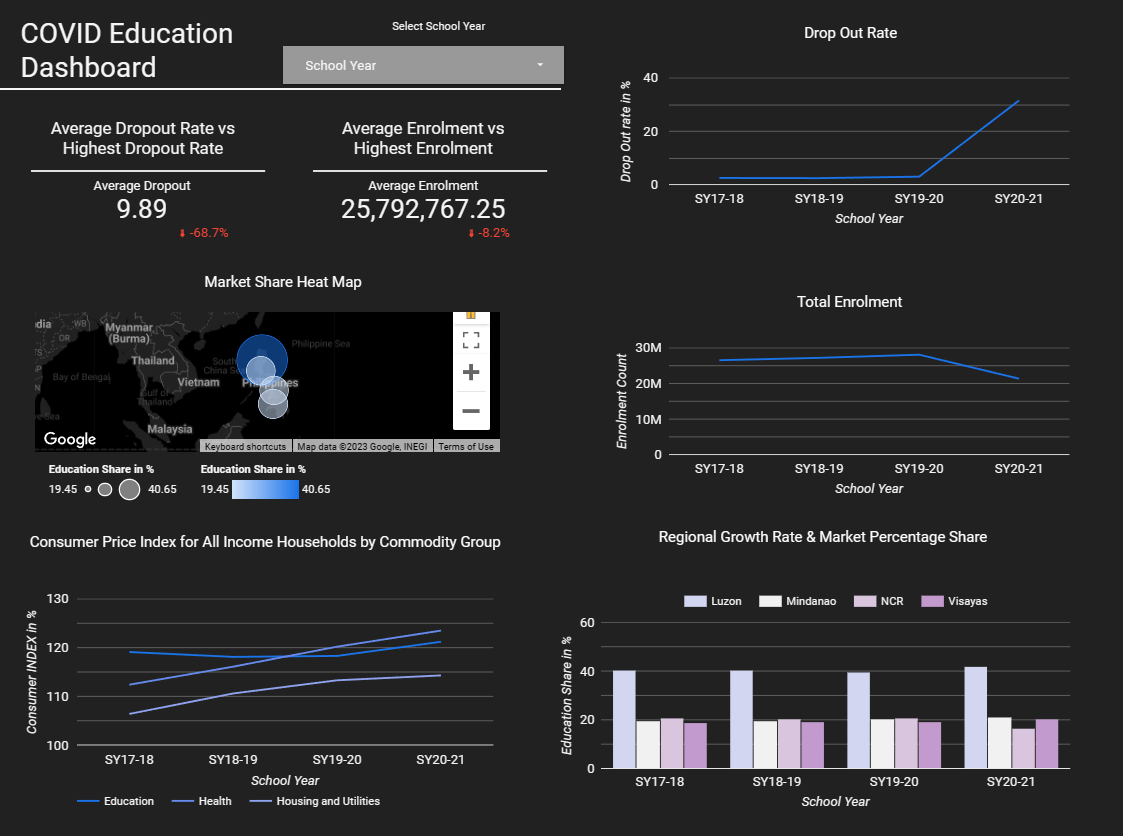 COVID Education
Dashboard
Select School Year
School Year
Average Dropout Rate vs
Highest Dropout Rate
Average Dropout
9.89
-68.7%
Average Enrolment vs
Highest Enrolment
Average Enrolment
25,792,767.25
-8.2%
Drop Out Rate
Drop Out rate in %
40
20
0
SY17-18 SY18-19 SY19-20 SY20-21
School Year
Market Share Heat Map
dia
WB
Myanmar
(Burma)
OR
Thailand
Bay of Bengal
Vietnam
South
China Sea
Philippine Sea
Philippines
Gulf of
Thailand
Malaysia
Google
Keyboard shortcuts
Map data ©2023 Google, INEGI
Terms of Use
Education Share in %
19.45 40.65
Education Share in %
19.45 40.65
Total Enrolment
Enrolment Count
30M
20M
10M
0
SY17-18 SY18-19 SY19-20 SY20-21
School Year
Consumer Price Index for All Income Households by Commodity Group
Consumer INDEX in %
130
120
110
100
SY17-18 SY18-19 SY19-20 SY20-21
School Year
Education Health Housing and Utilities
Regional Growth Rate & Market Percentage Share
Luzon Mindanao NCR Visayas
Education Share in %
60
40
20
0
SY17-18 SY18-19 SY19-20 SY20-21
School Year